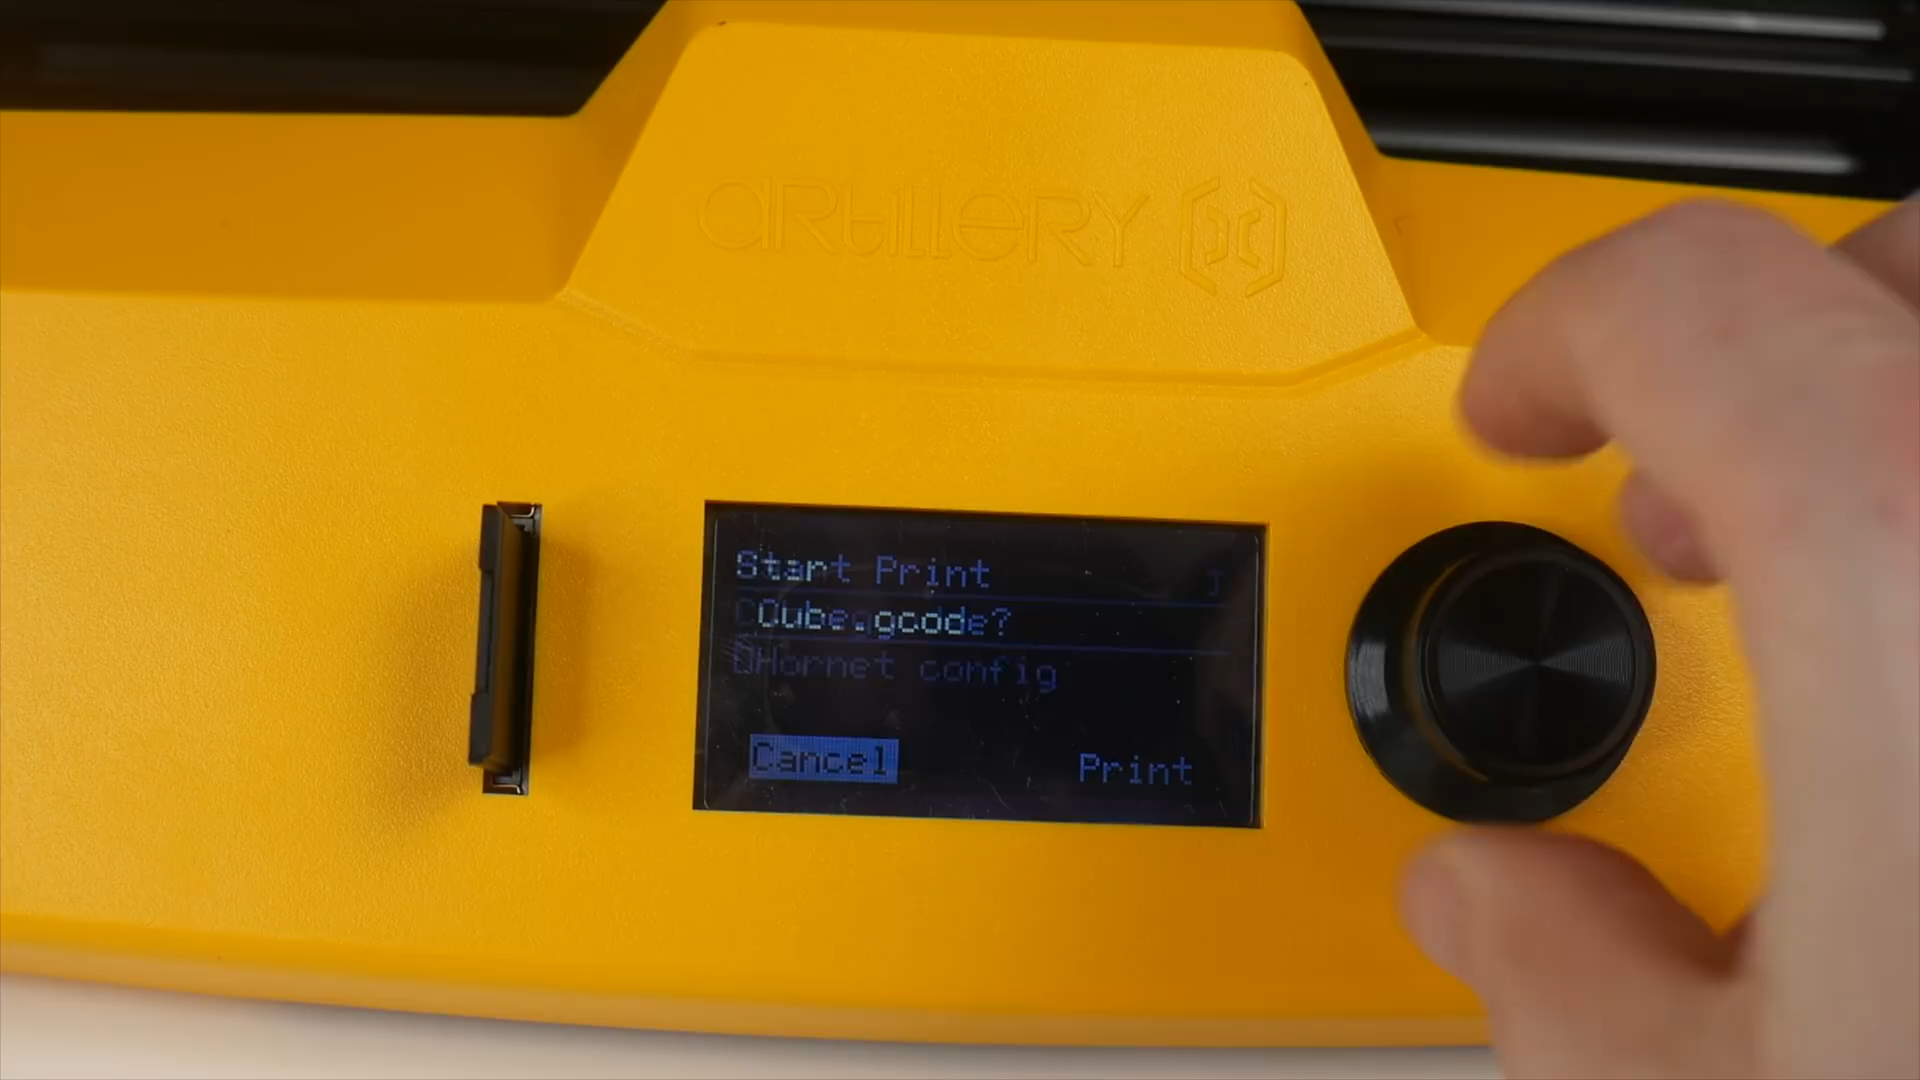 ARtILLeRY
Start Print
Cube.gcode?
Hornet config
Cancel
Print